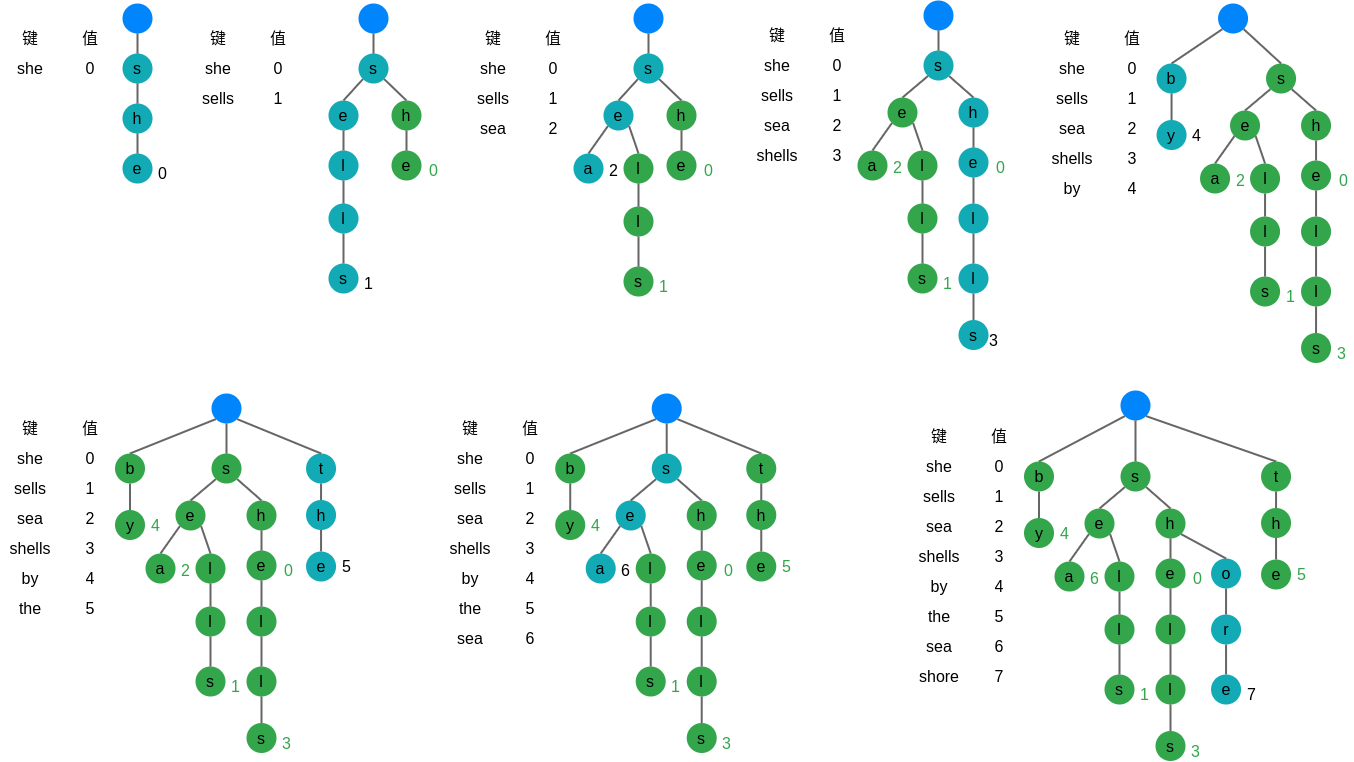 键 值
she 0
s
h
e 0
键 值
she 0
sells 1
s
e h
l e 0
l
s 1
键 值
she 0
sells 1
sea 2
s
e h
a 2 l e 0
l
s 1
键 值
she 0
sells 1
sea 2
shells 3
s
e h
a 2 l e 0
l l
s 1 l
s 3
键 值
she 0
sells 1
sea 2
shells 3
by 4
b s
y 4 e h
a 2 l e 0
l l
s 1 l
s 3
键 值
she 0
sells 1
sea 2
shells 3
by 4
the 5
b s t
y 4 e h h
a 2 l e 0 e 5
l l
s 1 l
s 3
键 值
she 0
sells 1
sea 2
shells 3
by 4
the 5
sea 6
b s t
y 4 e h h
a 6 l e 0 e 5
l l
s 1 l
s 3
键 值
she 0
sells 1
sea 2
shells 3
by 4
the 5
sea 6
shore 7
b s t
y 4 e h h
a 6 l e 0 o e 5
l l r
s 1 l e 7
s 3